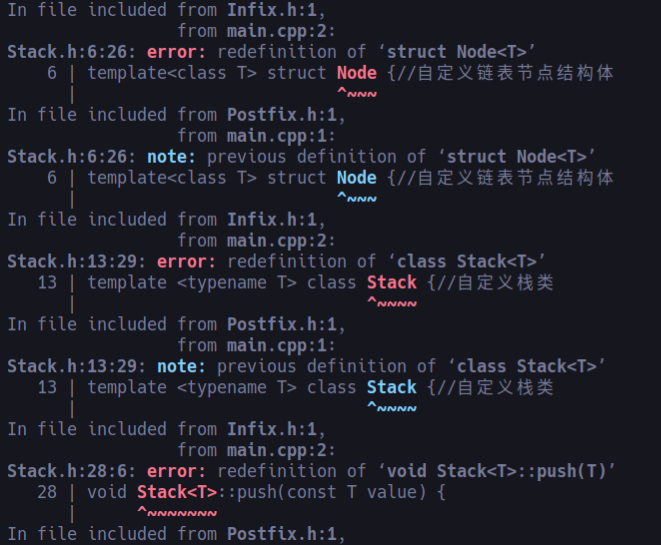 In file included from Infix.h:1,
                 from main.cpp:2:
Stack.h:6:26: error: redefinition of ‘struct Node<T>’
    6 | template<class T> struct Node {//自定义链表节点结构体
      |                          ^~~~
In file included from Postfix.h:1,
                 from main.cpp:1:
Stack.h:6:26: note: previous definition of ‘struct Node<T>’
    6 | template<class T> struct Node {//自定义链表节点结构体
      |                          ^~~~
In file included from Infix.h:1,
                 from main.cpp:2:
Stack.h:13:29: error: redefinition of ‘class Stack<T>’
   13 | template <typename T> class Stack {//自定义栈类
      |                             ^~~~~
In file included from Postfix.h:1,
                 from main.cpp:1:
Stack.h:13:29: note: previous definition of ‘class Stack<T>’
   13 | template <typename T> class Stack {//自定义栈类
      |                             ^~~~~
In file included from Infix.h:1,
                 from main.cpp:2:
Stack.h:28:6: error: redefinition of ‘void Stack<T>::push(T)’
   28 | void Stack<T>::push(const T value) {
      |      ^~~~~~~~
In file included from Postfix.h:1,